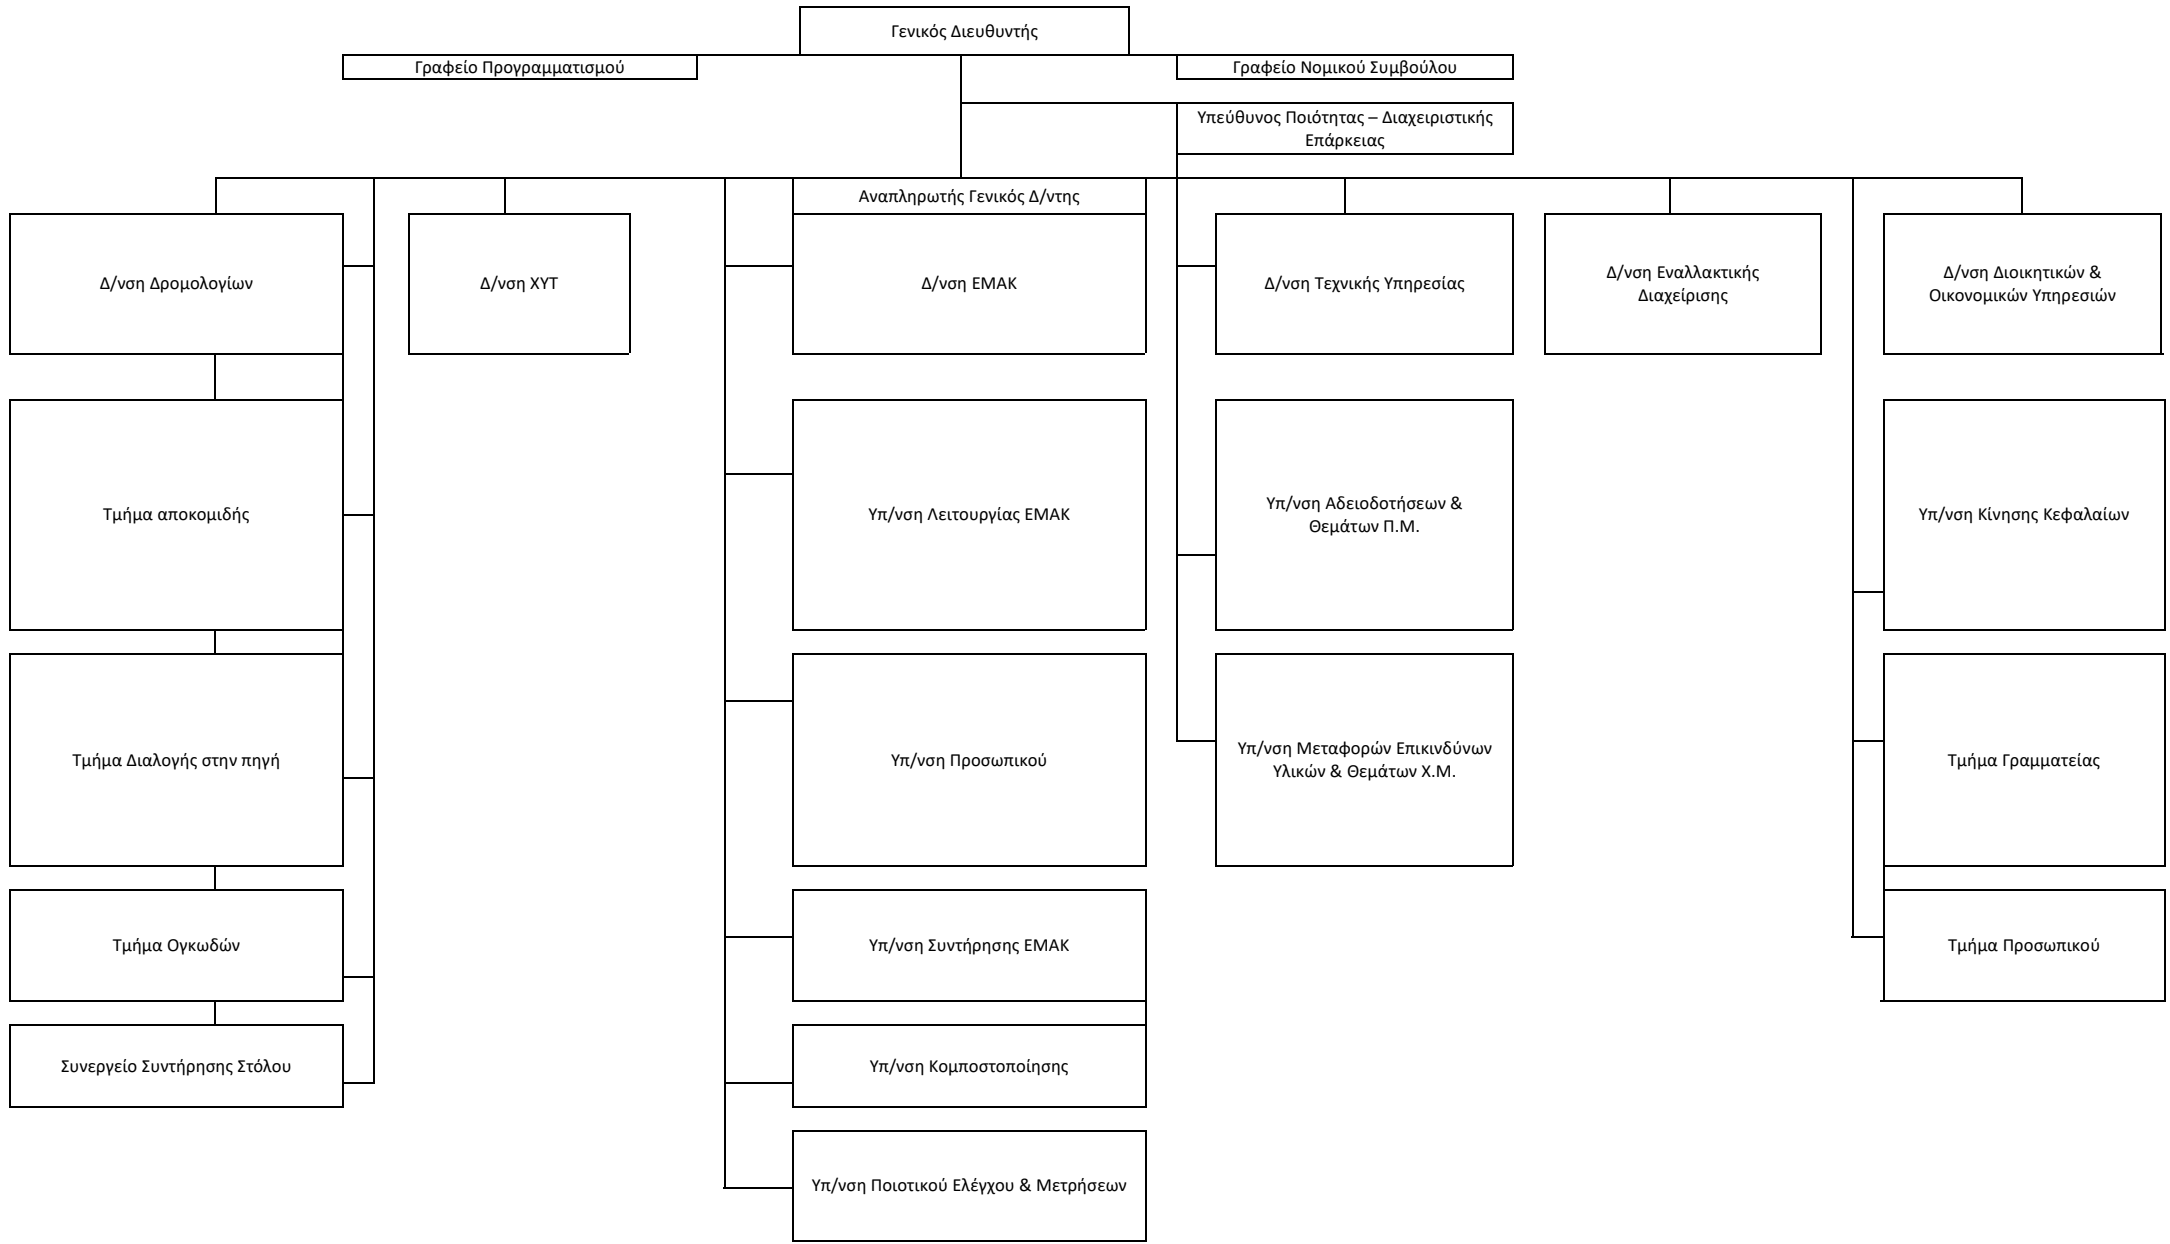 Γενικός Διευθυντής
Γραφείο Προγραμματισμού
Γραφείο Νομικού Συμβούλου
Υπεύθυνος Ποιότητας – Διαχειριστικής
Επάρκειας
Αναπληρωτής Γενικός Δ/ντης
Δ/νση Δρομολογίων
Δ/νση ΧΥΤ
Δ/νση ΕΜΑΚ
Δ/νση Τεχνικής Υπηρεσίας
Δ/νση Εναλλακτικής
Διαχείρισης
Δ/νση Διοικητικών &
Οικονομικών Υπηρεσιών
Τμήμα αποκομιδής
Υπ/νση Λειτουργίας ΕΜΑΚ
Υπ/νση Αδειοδοτήσεων &
Θεμάτων Π.Μ.
Υπ/νση Κίνησης Κεφαλαίων
Τμήμα Διαλογής στην πηγή
Υπ/νση Προσωπικού
Υπ/νση Μεταφορών Επικινδύνων
Υλικών & Θεμάτων Χ.Μ.
Τμήμα Γραμματείας
Τμήμα Ογκωδών
Υπ/νση Συντήρησης ΕΜΑΚ
Τμήμα Προσωπικού
Συνεργείο Συντήρησης Στόλου
Υπ/νση Κομποστοποίησης
Υπ/νση Ποιοτικού Ελέγχου & Μετρήσεων